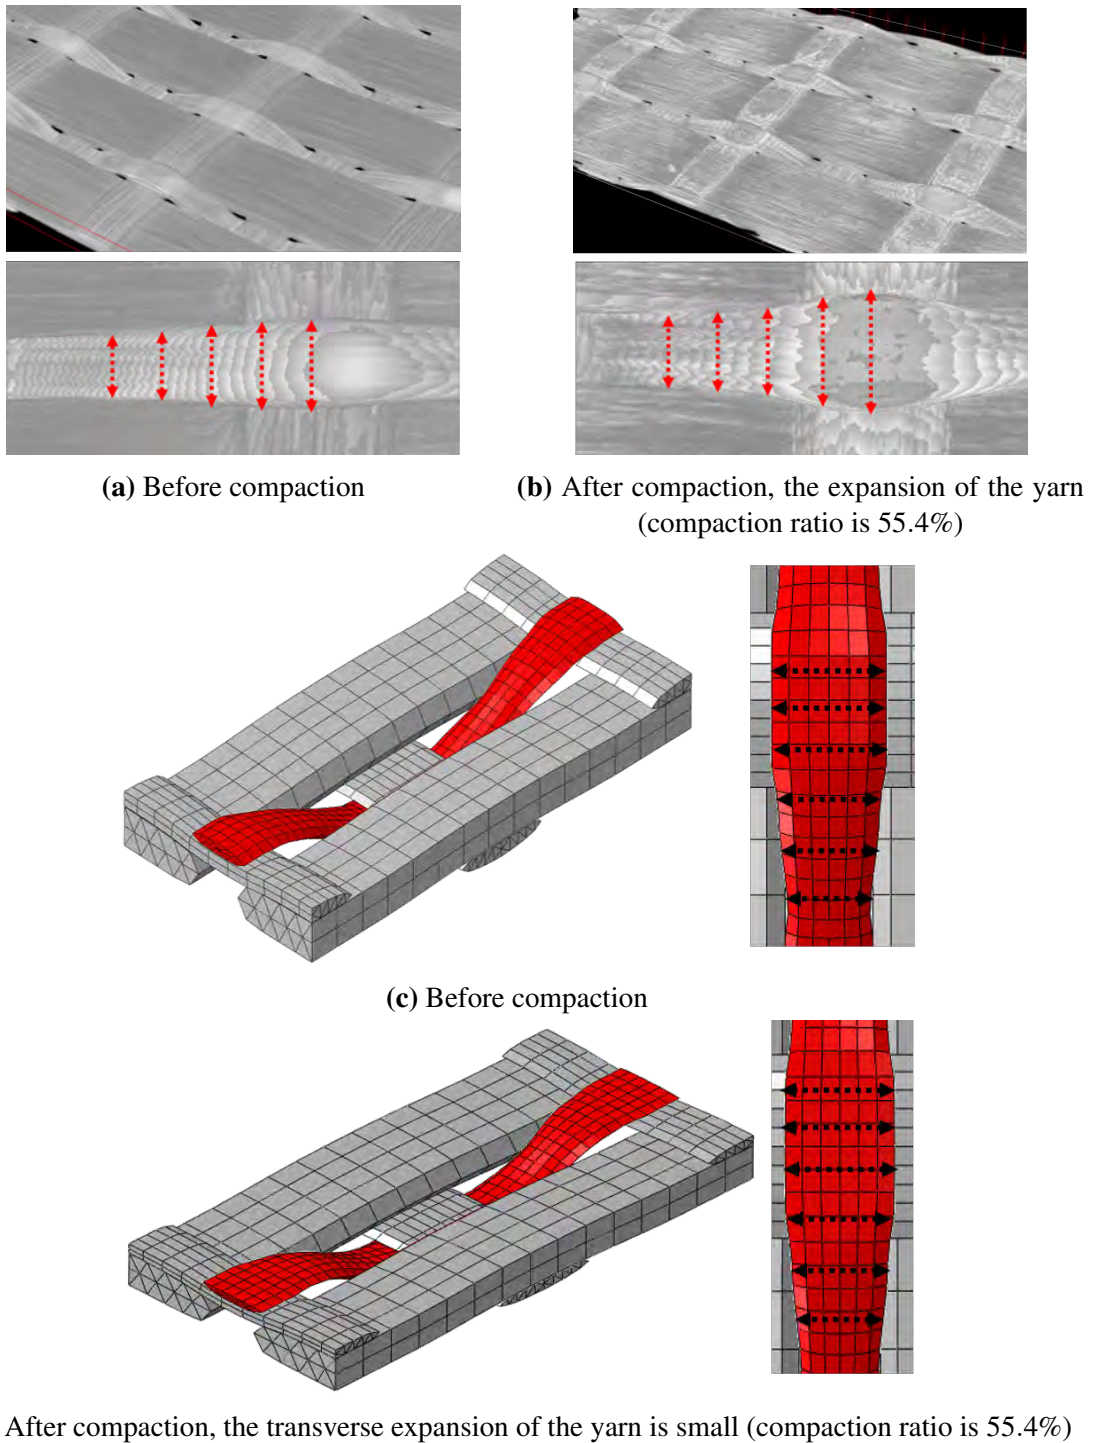 (a) Before compaction
(b) After compaction, the expansion of the yarn
(compaction ratio is 55.4%)
(c) Before compaction
After compaction, the transverse expansion of the yarn is small (compaction ratio is 55.4%)